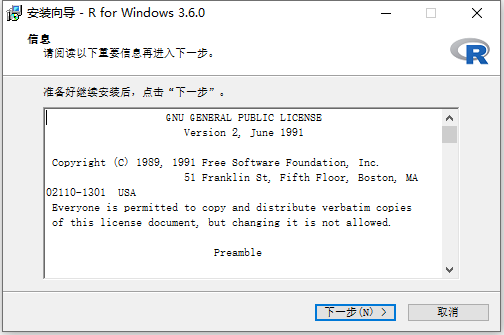 安装向导 - R for Windows 3.6.0
信息
请阅读以下重要信息再进入下一步。
R
准备好继续安装后，点击“下一步”。
GNU GENERAL PUBLIC LICENSE
Version 2, June 1991
Copyright (C) 1989, 1991 Free Software Foundation, Inc.
51 Franklin St, Fifth Floor, Boston, MA
02110-1301 USA
Everyone is permitted to copy and distribute verbatim copies
of this license document, but changing it is not allowed.
Preamble
下一步(N) >
取消